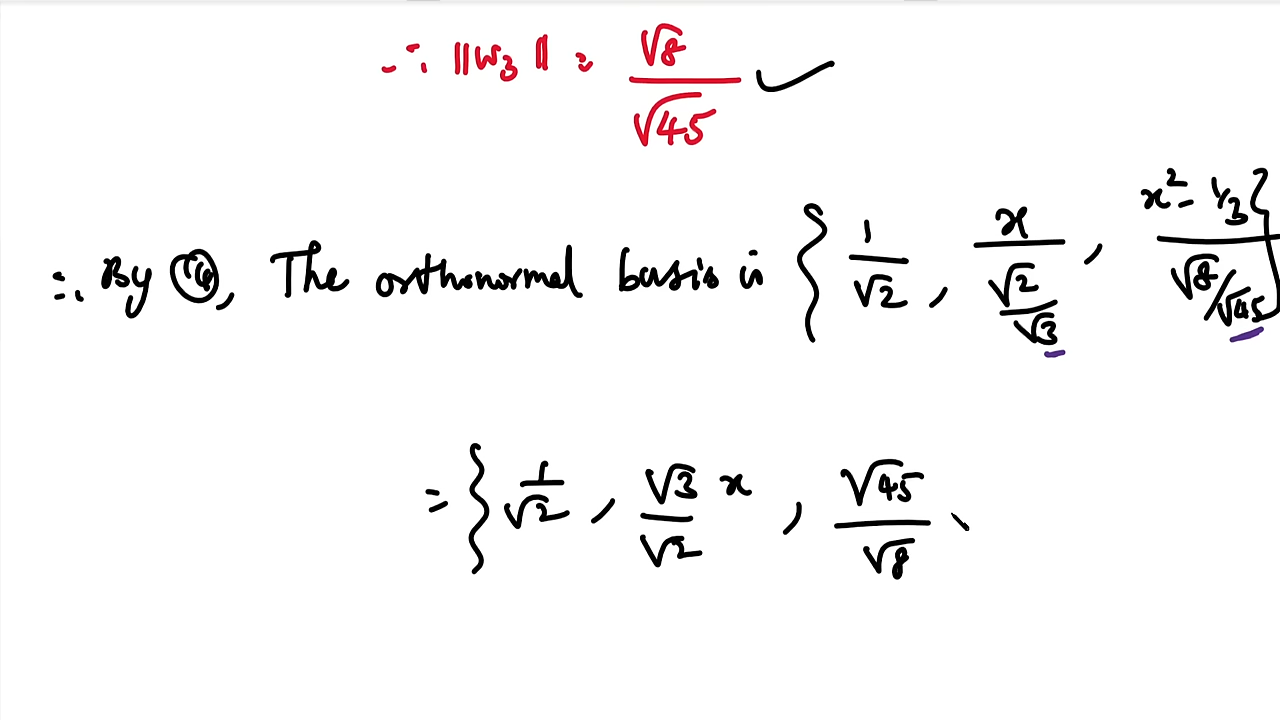 ∴ ||w₃|| = √8/√45 ✓
∴ By ⑭, The orthonormal basis is { 1/√2 , x/(√2/√3) , (x² - 1/3)/(√8/√45) }
= { 1/√2 , √3/√2 x , √45/√8